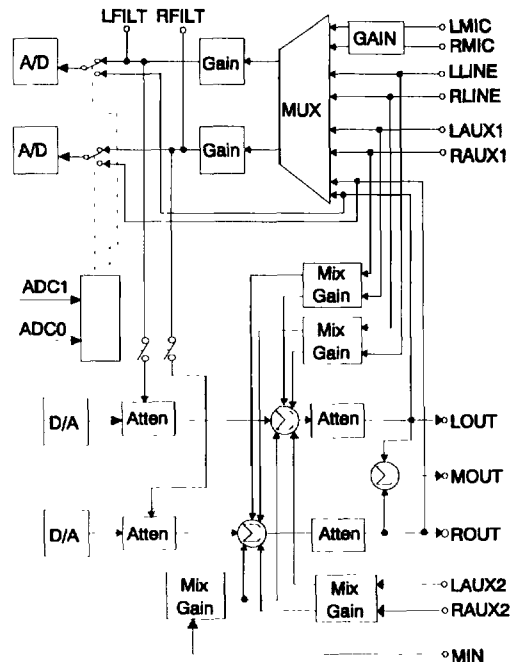 LFILT RFILT
LMIC
GAIN
RMIC
A/D
Gain
LLINE
MUX
RLINE
LAUX1
A/D
Gain
RAUX1
Mix
Gain
ADC1
ADC0
Mix
Gain
D/A
Atten
Σ
Atten
LOUT
Σ
MOUT
D/A
Atten
Σ
Atten
ROUT
Mix
Gain
Mix
Gain
LAUX2
RAUX2
MIN